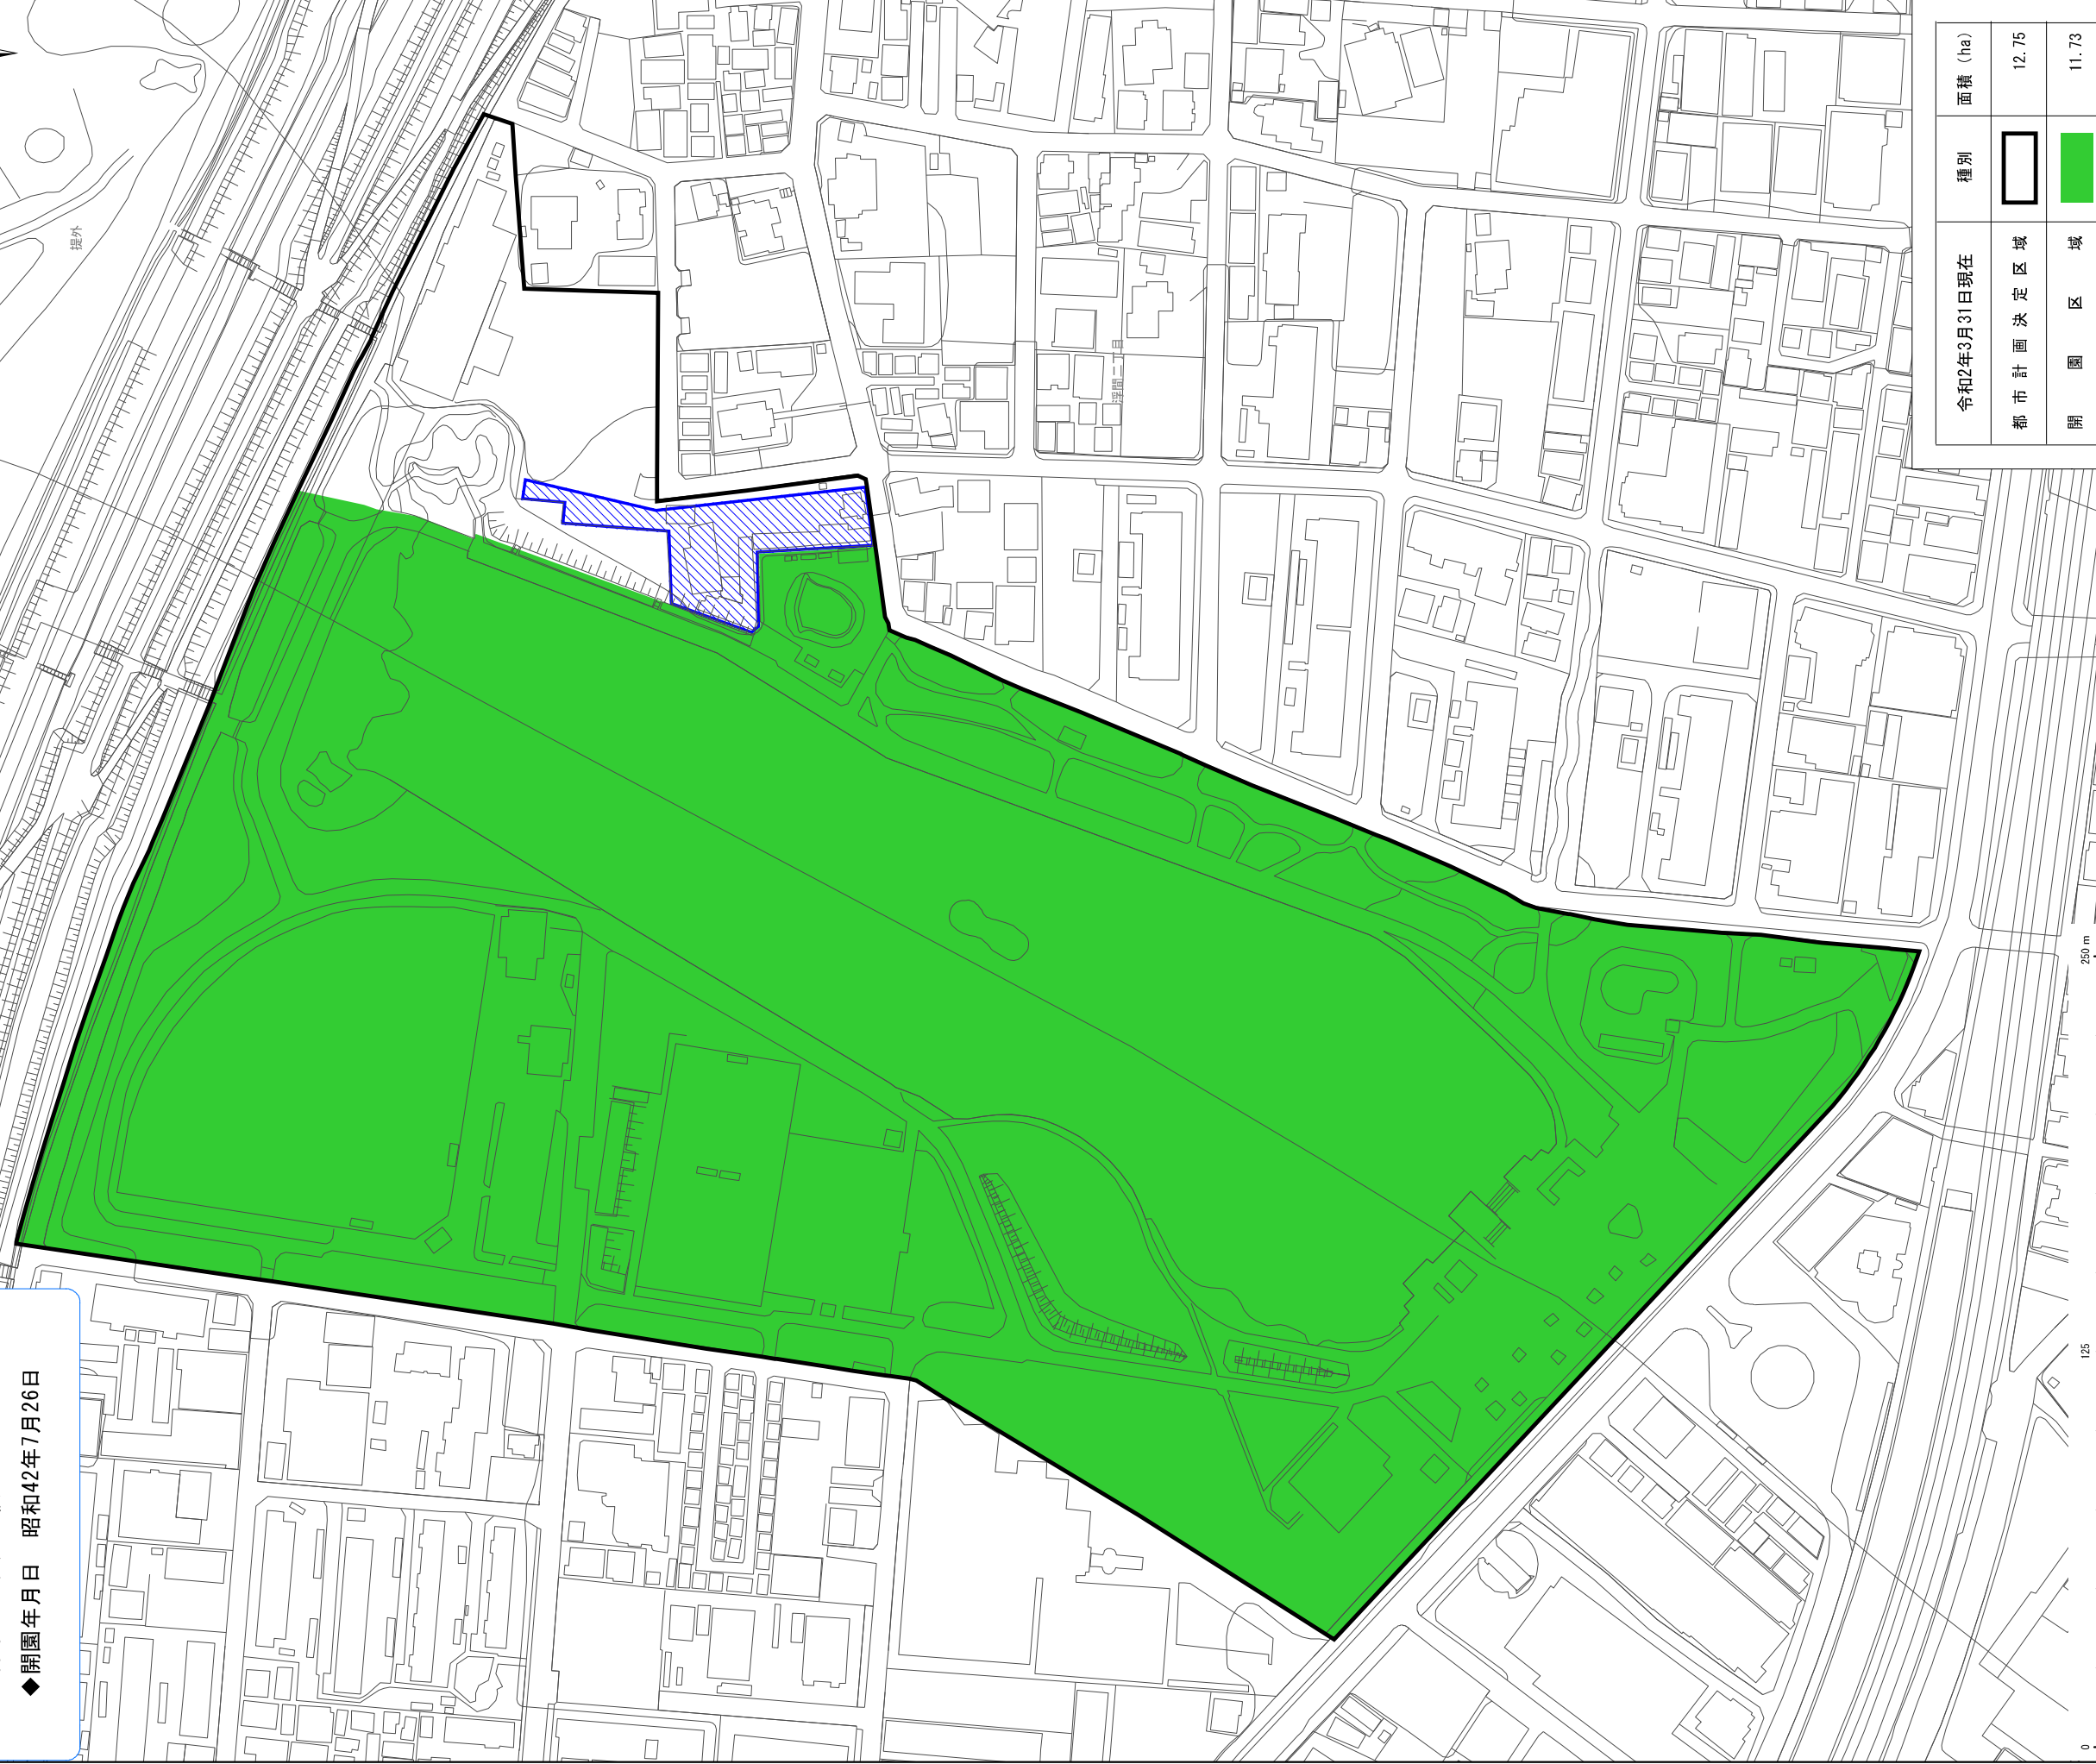 令和2年3月31日現在 種別 面積 (ha)
都市計画決定区域 12.75
開園区域 11.73
◆開園年月日 昭和42年7月26日
堤外
0 125 250 m